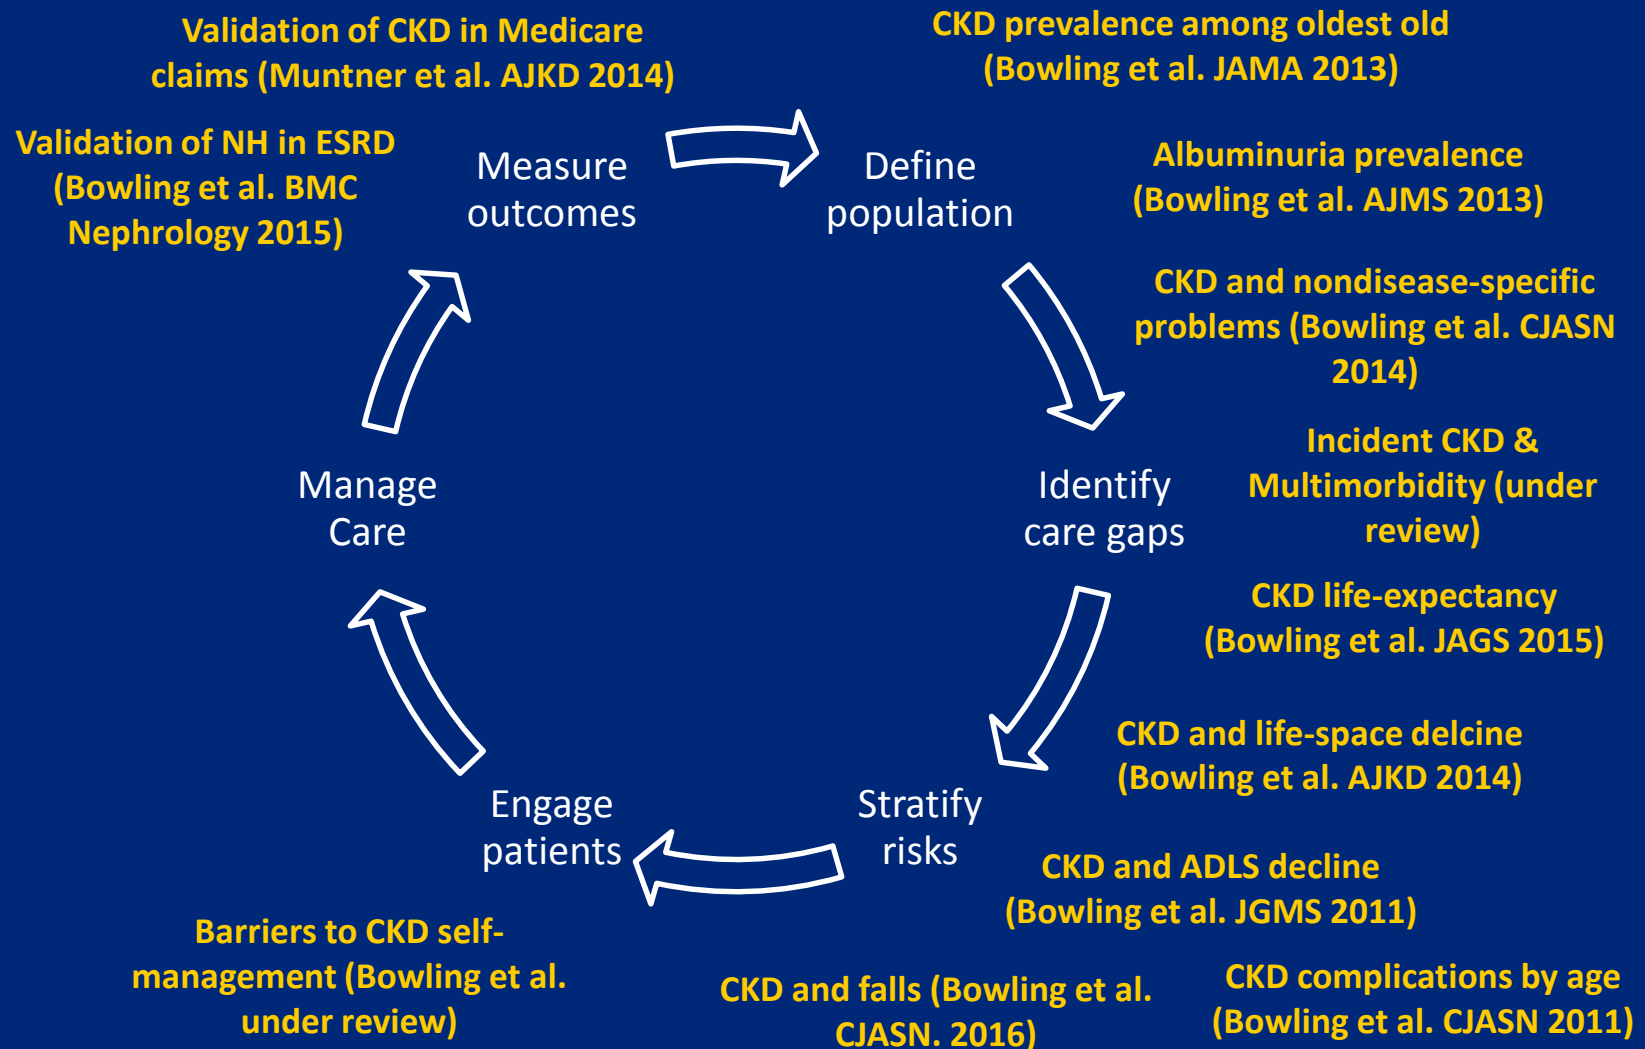 Validation of CKD in Medicare
claims (Muntner et al. AJKD 2014)
CKD prevalence among oldest old
(Bowling et al. JAMA 2013)
Validation of NH in ESRD
(Bowling et al. BMC
Nephrology 2015)
Measure
outcomes
Define
population
Albuminuria prevalence
(Bowling et al. AJMS 2013)
CKD and nondisease-specific
problems (Bowling et al. CJASN
2014)
Manage
Care
Identify
care gaps
Incident CKD &
Multimorbidity (under
review)
CKD life-expectancy
(Bowling et al. JAGS 2015)
CKD and life-space delcine
(Bowling et al. AJKD 2014)
Engage
patients
Stratify
risks
CKD and ADLS decline
(Bowling et al. JGMS 2011)
Barriers to CKD self-
management (Bowling et al.
under review)
CKD and falls (Bowling et al.
CJASN. 2016)
CKD complications by age
(Bowling et al. CJASN 2011)